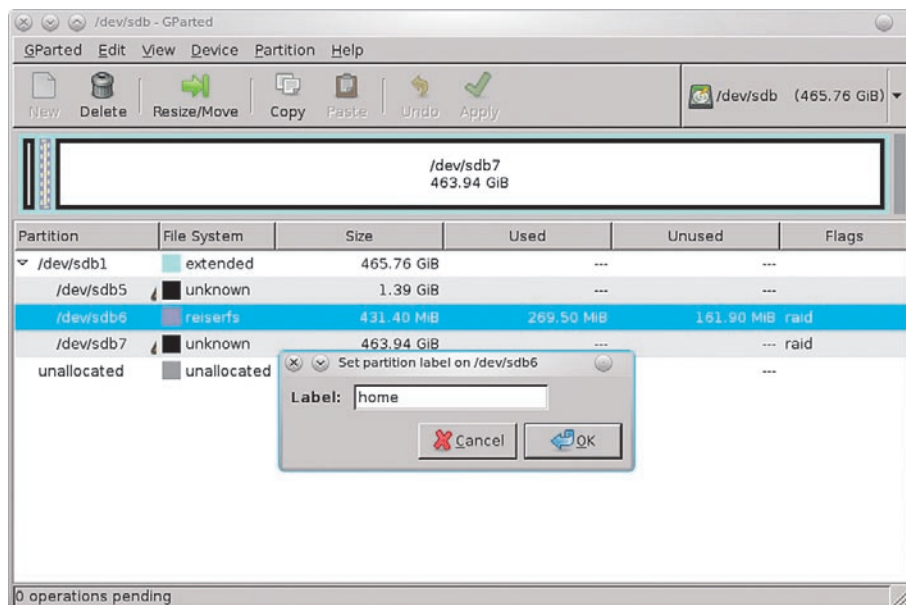 /dev/sdb - GParted
GParted Edit View Device Partition Help
New Delete Resize/Move Copy Paste Undo Apply /dev/sdb (465.76 GiB)
/dev/sdb7
463.94 GiB
Partition File System Size Used Unused Flags
/dev/sdb1 extended 465.76 GiB --- ---
/dev/sdb5 unknown 1.39 GiB --- ---
/dev/sdb6 reiserfs 431.40 MiB 269.50 MiB 161.90 MiB raid
/dev/sdb7 unknown 463.94 GiB --- --- raid
unallocated unallocated ---
Set partition label on /dev/sdb6
Label: home
Cancel OK
0 operations pending